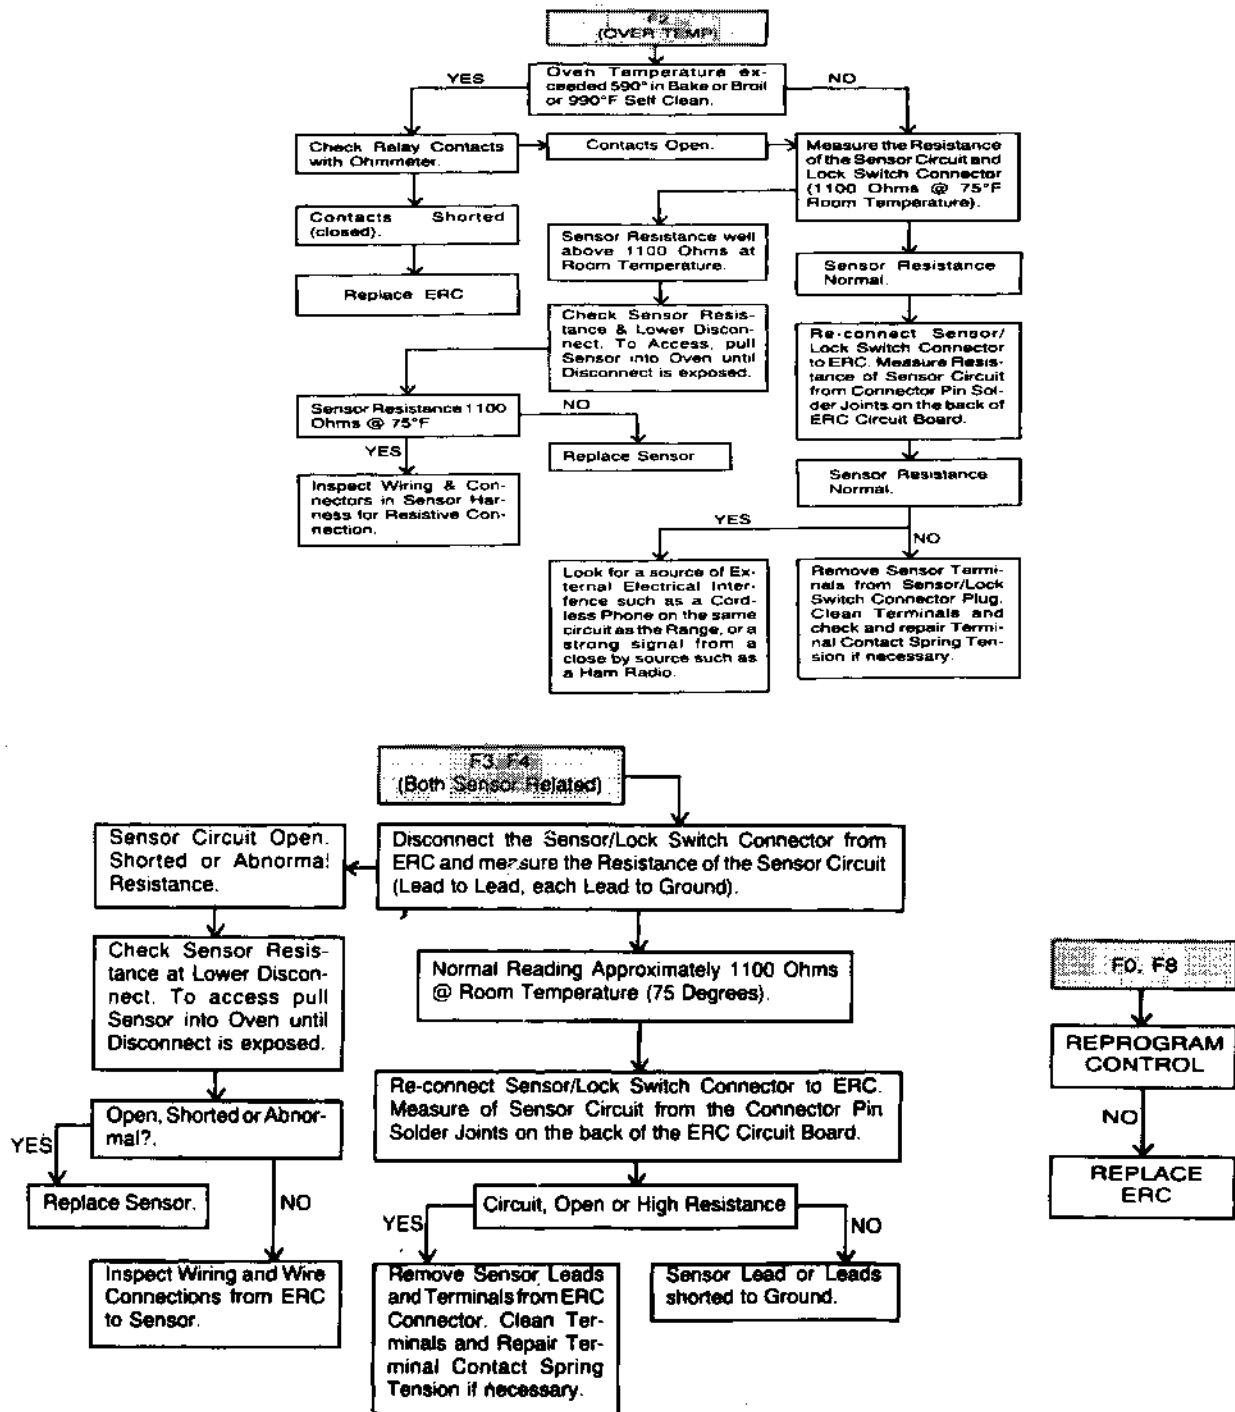 F2
(OVER TEMP)
YES
Oven Temperature ex-
ceeded 590° in Bake or Broil
or 990°F Self Clean.
NO
Check Relay Contacts
with Ohmmeter.
Contacts Open.
Measure the Resistance
of the Sensor Circuit and
Lock Switch Connector
(1100 Ohms @ 75°F
Room Temperature).
Contacts Shorted
(closed).
Sensor Resistance well
above 1100 Ohms at
Room Temperature.
Sensor Resistance
Normal.
Replace ERC
Check Sensor Resis-
tance & Lower Discon-
nect. To Access, pull
Sensor into Oven until
Disconnect is exposed.
Re-connect Sensor/
Lock Switch Connector
to ERC. Measure Resis-
tance of Sensor Circuit
from Connector Pin Sol-
der Joints on the back of
ERC Circuit Board.
Sensor Resistance 1100
Ohms @ 75°F
NO
YES
Replace Sensor
Sensor Resistance
Normal.
Inspect Wiring & Con-
nectors in Sensor Har-
ness for Resistive Con-
nection.
YES
NO
Look for a source of Ex-
ternal Electrical Inter-
fence such as a Cord-
less Phone on the same
circuit as the Range, or a
strong signal from a
close by source such as
a Ham Radio.
Remove Sensor Termi-
nals from Sensor/Lock
Switch Connector Plug.
Clean Terminals and
check and repair Termi-
nal Contact Spring Ten-
sion if necessary.
F3, F4
(Both Sensor Related)
Sensor Circuit Open.
Shorted or Abnormal
Resistance.
Disconnect the Sensor/Lock Switch Connector from
ERC and measure the Resistance of the Sensor Circuit
(Lead to Lead, each Lead to Ground).
Check Sensor Resis-
tance at Lower Discon-
nect. To access pull
Sensor into Oven until
Disconnect is exposed.
Normal Reading Approximately 1100 Ohms
@ Room Temperature (75 Degrees).
Re-connect Sensor/Lock Switch Connector to ERC.
Measure of Sensor Circuit from the Connector Pin
Solder Joints on the back of the ERC Circuit Board.
Open, Shorted or Abnor-
mal?.
YES
Replace Sensor.
NO
Circuit, Open or High Resistance
YES
NO
Inspect Wiring and Wire
Connections from ERC
to Sensor.
Remove Sensor Leads
and Terminals from ERC
Connector. Clean Ter-
minals and Repair Ter-
minal Contact Spring
Tension if necessary.
Sensor Lead or Leads
shorted to Ground.
F0, F8
REPROGRAM
CONTROL
NO
REPLACE
ERC